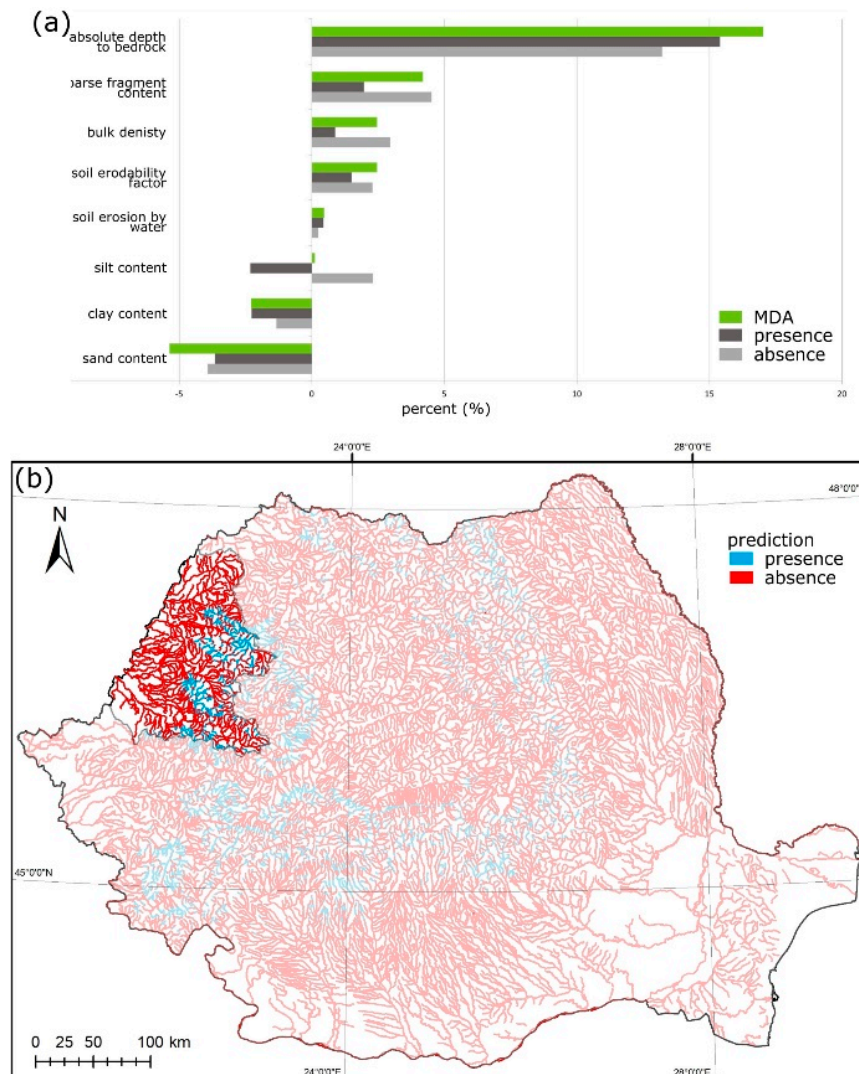 (a)
absolute depth
to bedrock
parse fragment
content
bulk denisty
soil erodability
factor
soil erosion by
water
silt content
clay content
sand content
MDA
presence
absence
-5
0
5
10
15
20
percent (%)
(b)
24°0'0"E
28°0'0"E
48°0'0"
N
prediction
presence
absence
45°0'0"N
0 25 50 100 km
24°0'0"E
28°0'0"E